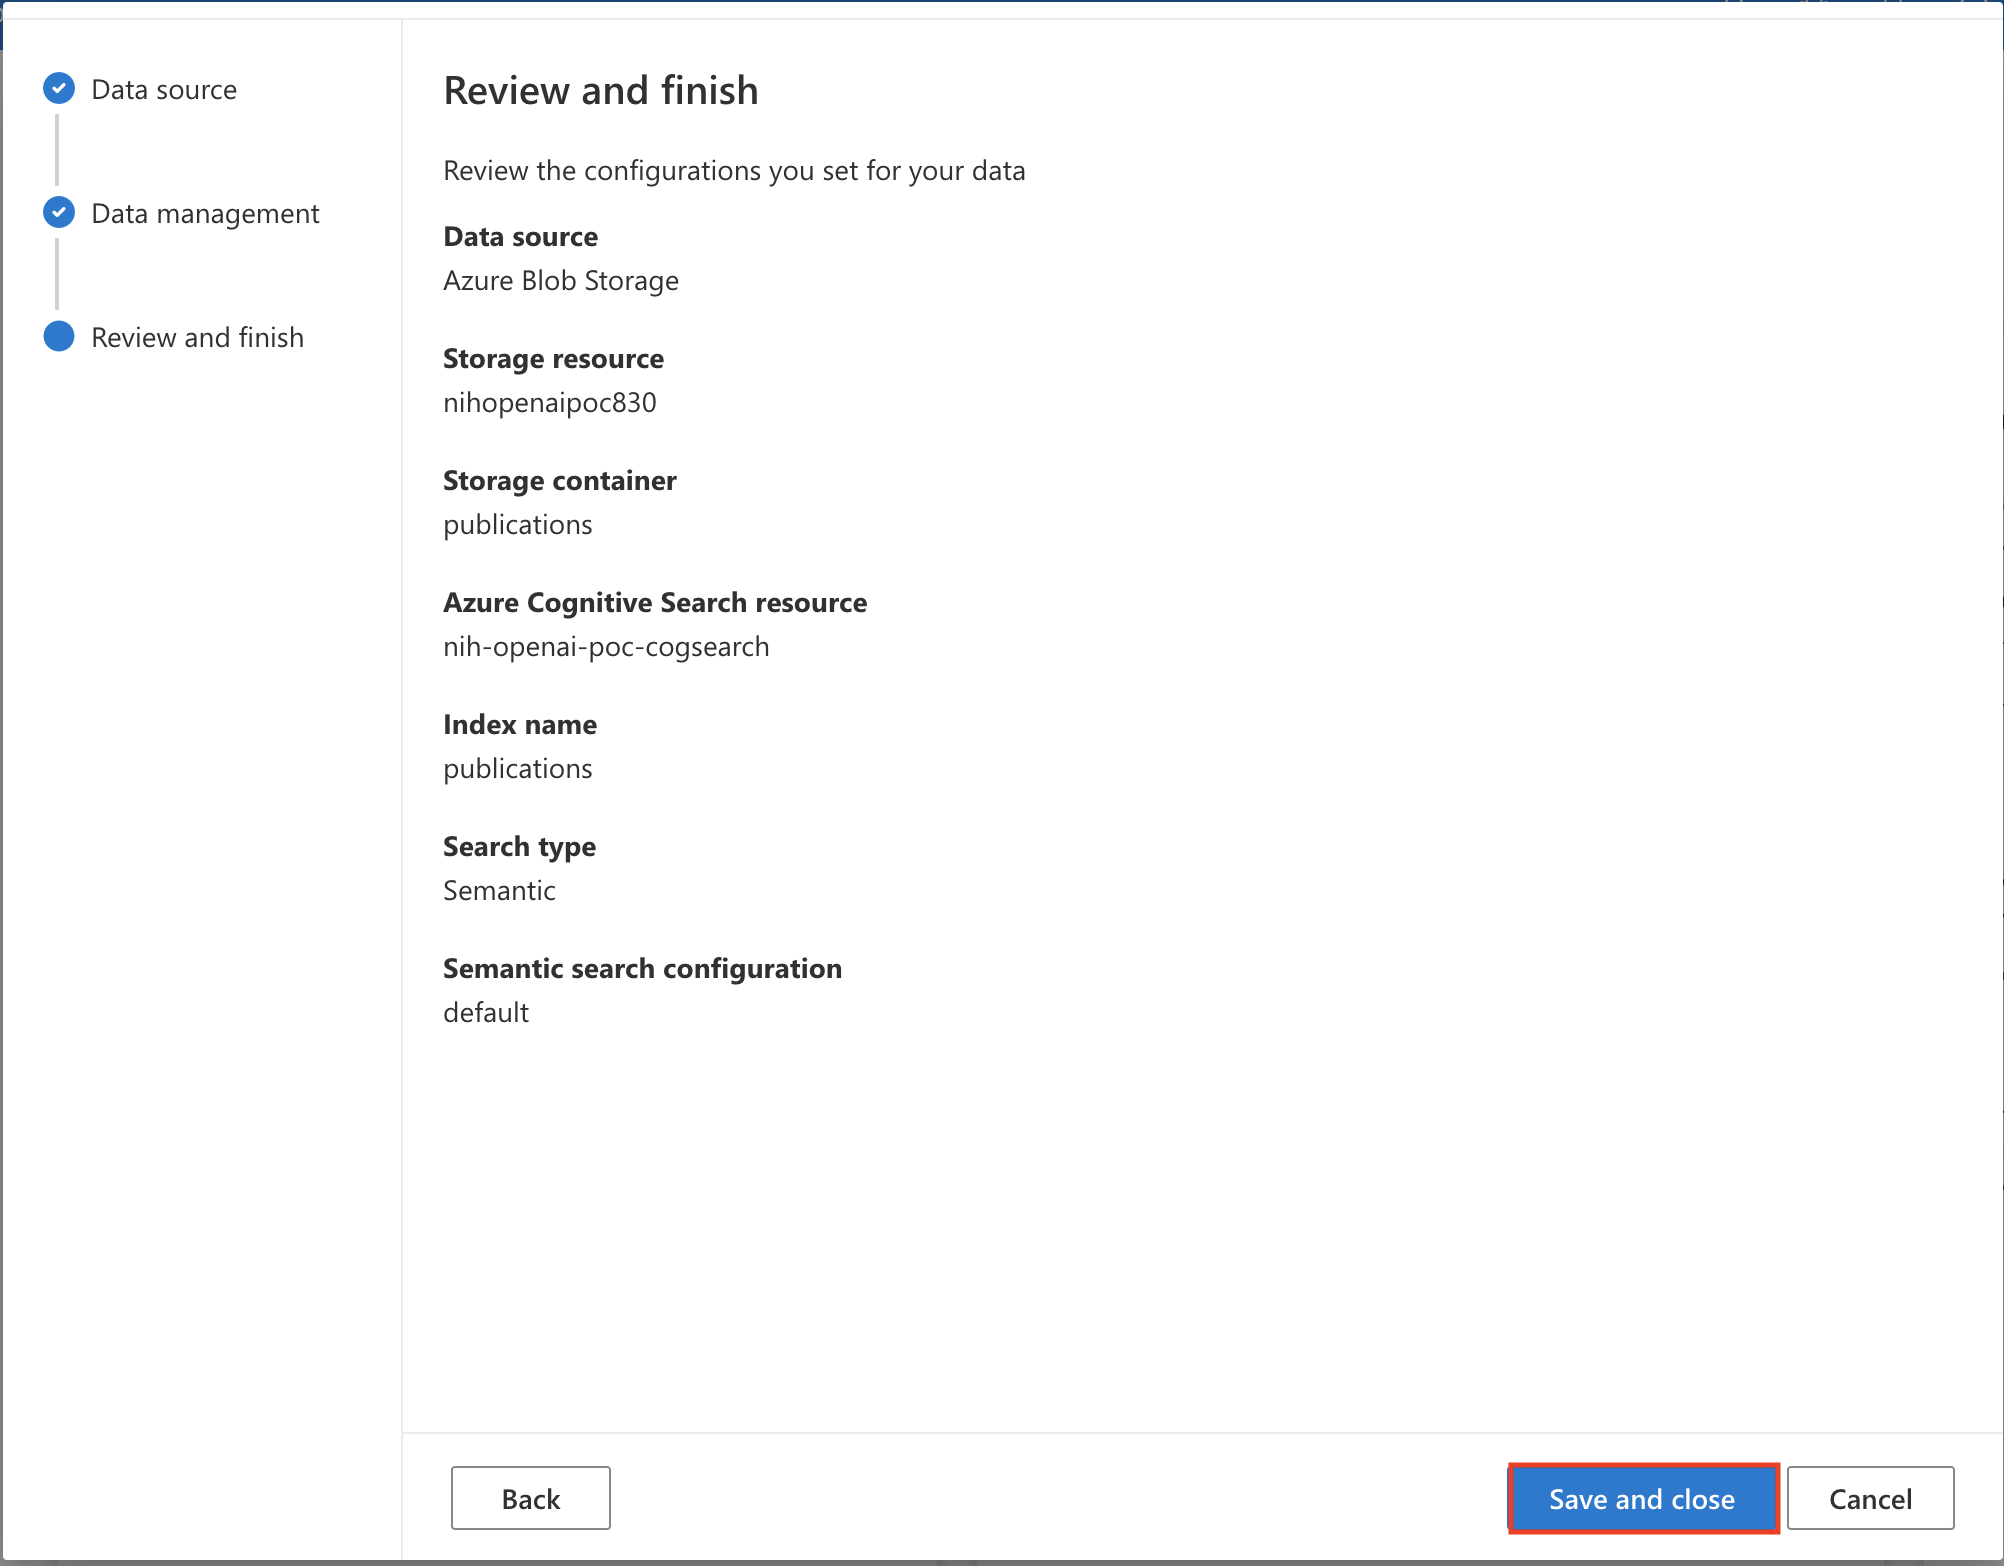 Data source
Data management
Review and finish
Review and finish
Review the configurations you set for your data
Data source
Azure Blob Storage
Storage resource
nihopenaipoc830
Storage container
publications
Azure Cognitive Search resource
nih-openai-poc-cogsearch
Index name
publications
Search type
Semantic
Semantic search configuration
default
Back
Save and close
Cancel